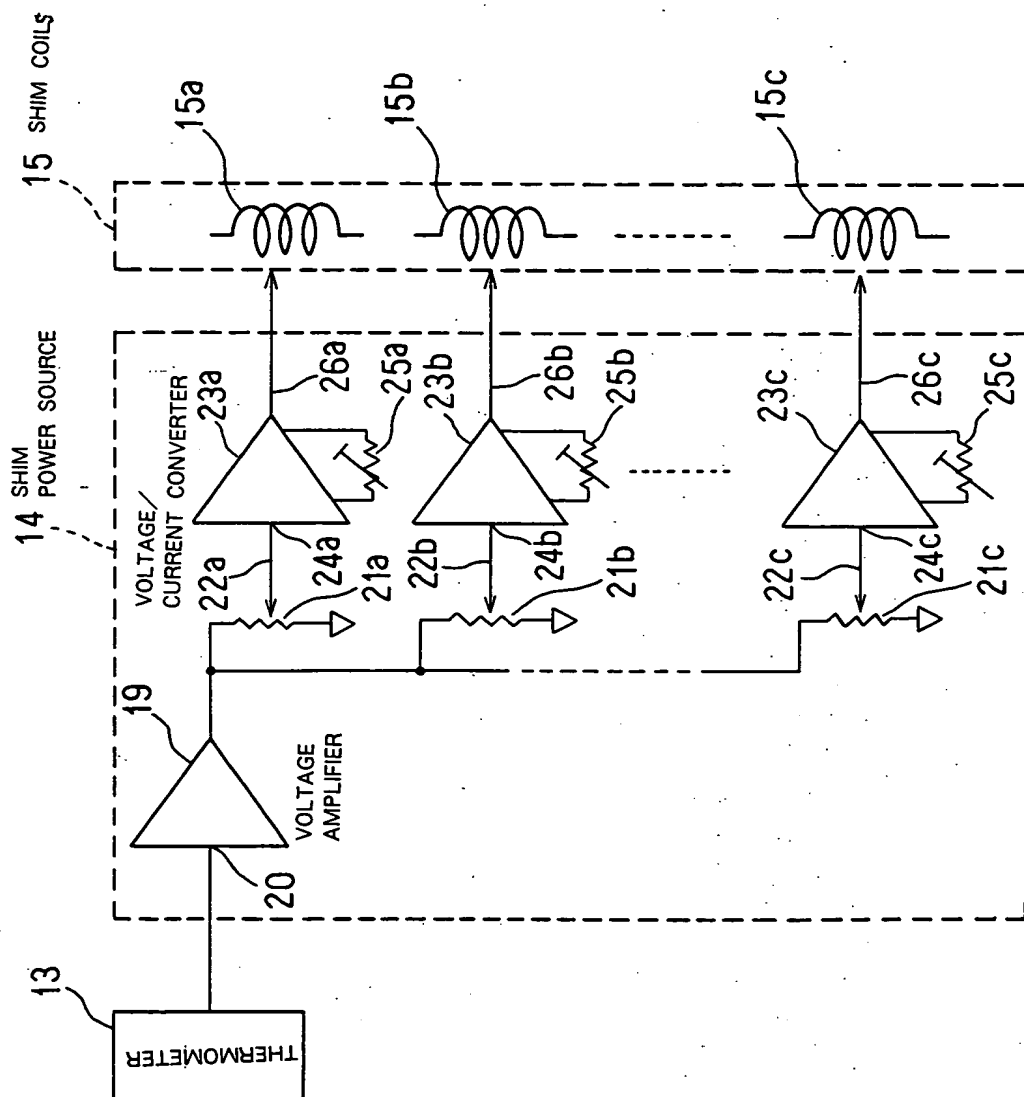 15 SHIM COILS
15a
15b
15c
14 SHIM
POWER SOURCE
VOLTAGE/
CURRENT CONVERTER
23a
26a
25a
22a
24a
21a
23b
26b
25b
22b
24b
21b
23c
26c
25c
22c
24c
21c
19
VOLTAGE
AMPLIFIER
20
13
THERMOMETER